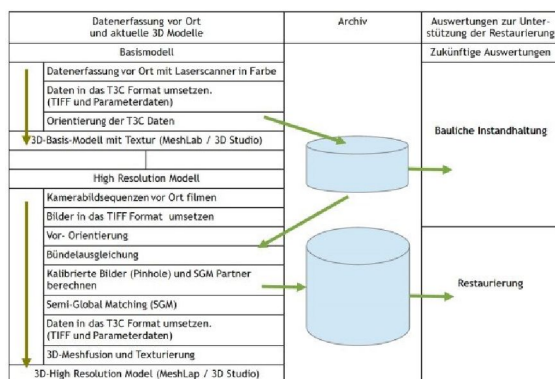 Datenerfassung vor Ort
und aktuelle 3D Modelle
Archiv
Auswertungen zur Unter-
stützung der Restaurierung
Basismodell
Zukünftige Auswertungen
Datenerfassung vor Ort mit Laserscanner in Farbe
Daten in das T3C Format umsetzen.
(TIFF und Parameterdaten)
Orientierung der T3C Daten
3D-Basis-Modell mit Textur (MeshLab / 3D Studio)
Bauliche Instandhaltung
High Resolution Modell
Kamerabildsequenzen vor Ort filmen
Bilder in das TIFF Format umsetzen
Vor- Orientierung
Bündelausgleichung
Kalibrierte Bilder (Pinhole) und SGM Partner
berechnen
Restaurierung
Semi-Global Matching (SGM)
Daten in das T3C Format umsetzen.
(TIFF und Parameterdaten)
3D-Meshfusion und Texturierung
3D-High Resolution Model (MeshLap / 3D Studio)